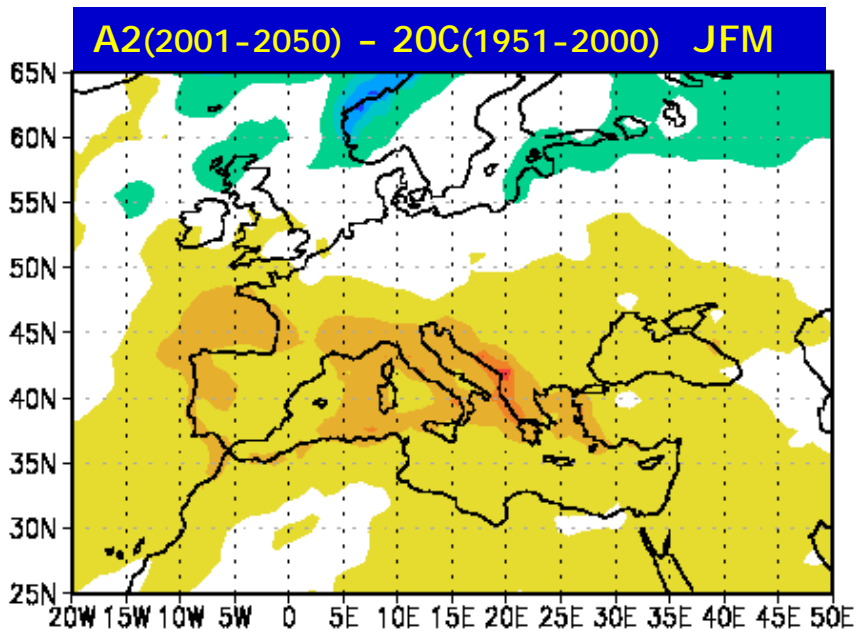 A2(2001-2050) - 20C(1951-2000) JFM
65N
60N
55N
50N
45N
40N
35N
30N
25N
20W 15W 10W 5W 0 5E 10E 15E 20E 25E 30E 35E 40E 45E 50E